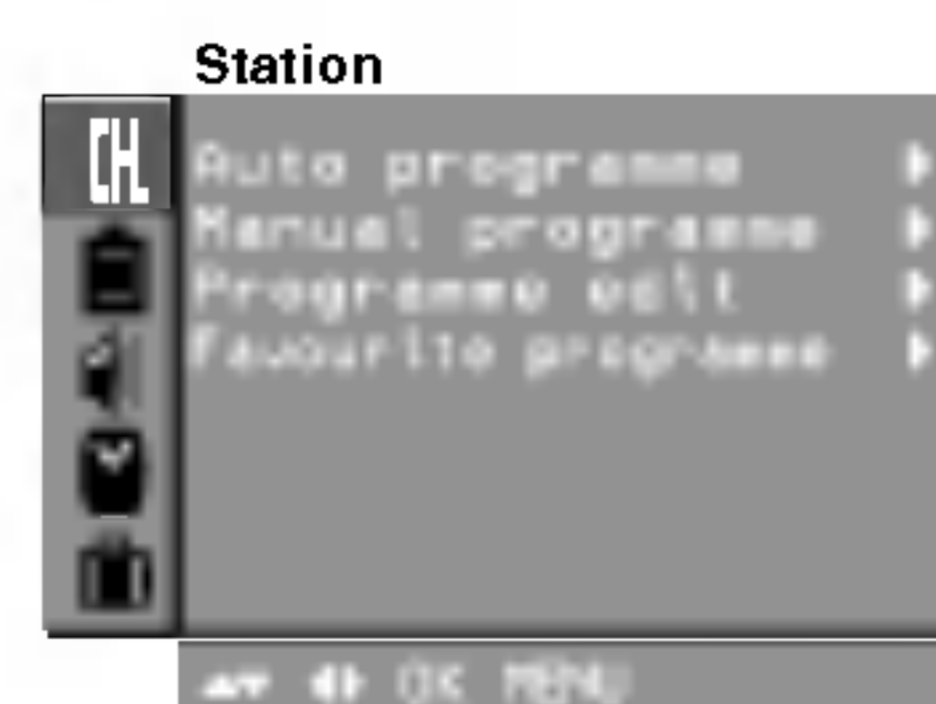 Station
CH
Auto programme
Manual programme
Programme edit
Favourite programme
OK MENU